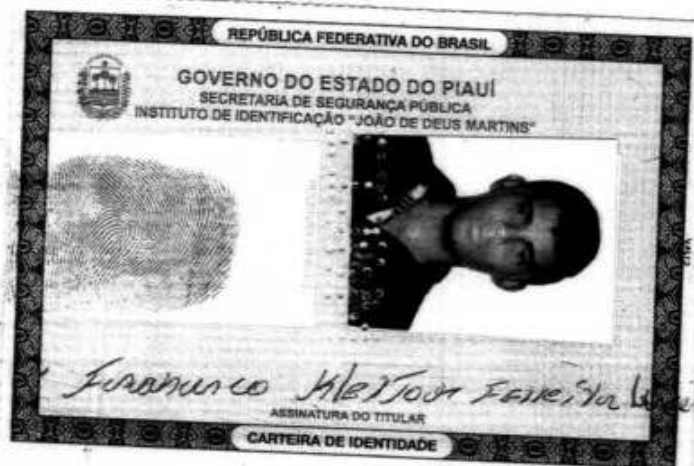 REPÚBLICA FEDERATIVA DO BRASIL
GOVERNO DO ESTADO DO PIAUÍ
SECRETARIA DE SEGURANÇA PÚBLICA
INSTITUTO DE IDENTIFICAÇÃO "JOÃO DE DEUS MARTINS"
ASSINATURA DO TITULAR
CARTEIRA DE IDENTIDADE